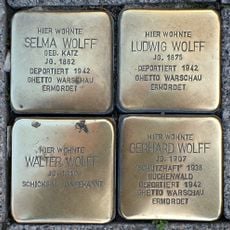 HIER WOHNTE
SELMA WOLFF
GEB. KATZ
JG. 1882
DEPORTIERT 1942
GHETTO WARSCHAU
ERMORDET
HIER WOHNTE
LUDWIG WOLFF
JG. 1875
DEPORTIERT 1942
GHETTO WARSCHAU
ERMORDET
HIER WOHNTE
WALTER WOLFF
JG.
SCHICKSAL UNBEKANNT
HIER WOHNTE
GERHARD WOLFF
JG.
"SCHUTZHAFT" 1938
BUCHENWALD
DEPORTIERT 1942
GHETTO WARSCHAU
ERMORDET